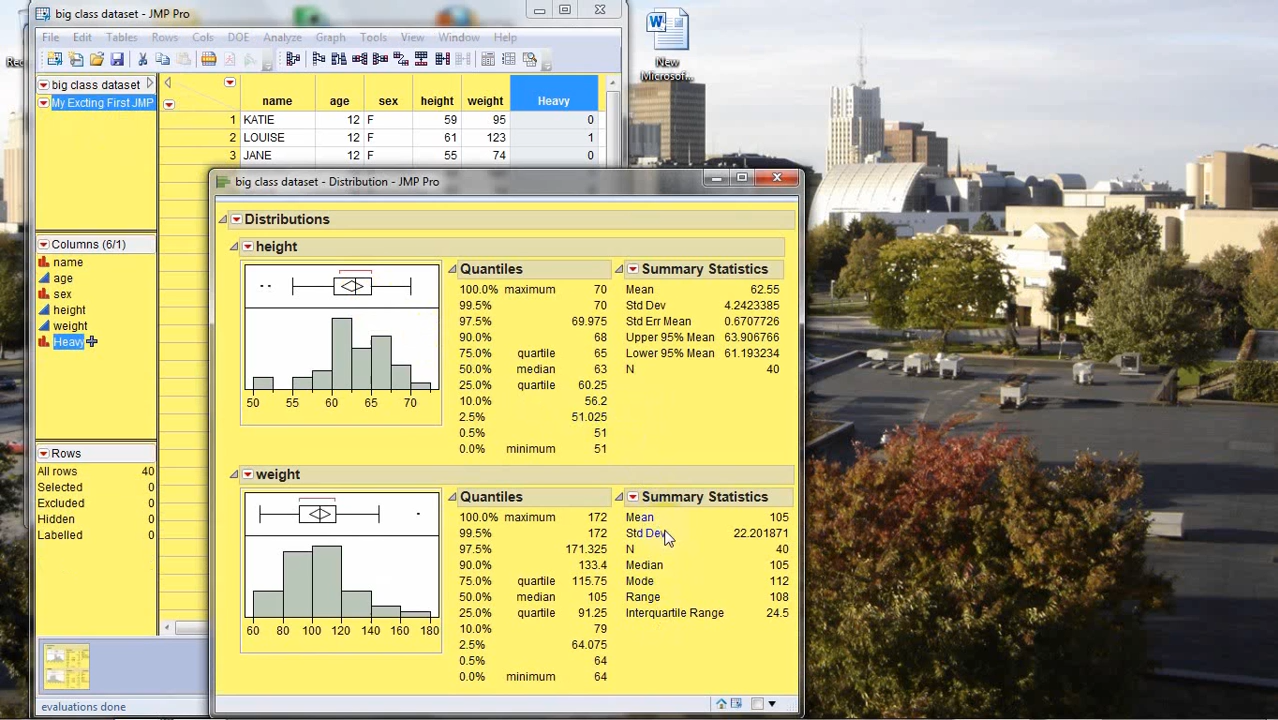 big class dataset - JMP Pro
File Edit Tables Rows Cols DOE Analyze Graph Tools View Window Help
New
Microsof...
big class dataset
My Excting First JMP
name age sex height weight Heavy
1 KATIE 12 F 59 95 0
2 LOUISE 12 F 61 123 1
3 JANE 12 F 55 74 0
Columns (6/1)
name
age
sex
height
weight
Heavy
Rows
All rows 40
Selected 0
Excluded 0
Hidden 0
Labelled 0
evaluations done
big class dataset - Distribution - JMP Pro
Distributions
height
50 55 60 65 70
Quantiles
100.0% maximum 70
99.5% 70
97.5% 69.975
90.0% 68
75.0% quartile 65
50.0% median 63
25.0% quartile 60.25
10.0% 56.2
2.5% 51.025
0.5% 51
0.0% minimum 51
Summary Statistics
Mean 62.55
Std Dev 4.2423385
Std Err Mean 0.6707726
Upper 95% Mean 63.906766
Lower 95% Mean 61.193234
N 40
weight
60 80 100 120 140 160 180
Quantiles
100.0% maximum 172
99.5% 172
97.5% 171.325
90.0% 133.4
75.0% quartile 115.75
50.0% median 105
25.0% quartile 91.25
10.0% 79
2.5% 64.075
0.5% 64
0.0% minimum 64
Summary Statistics
Mean 105
Std Dev 22.201871
N 40
Median 105
Mode 112
Range 108
Interquartile Range 24.5